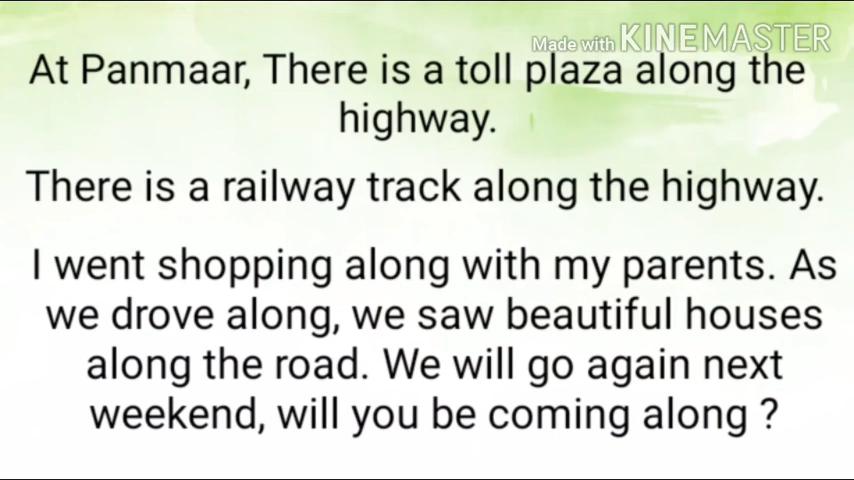 Made with KINEMASTER
At Panmaar, There is a toll plaza along the
highway.
There is a railway track along the highway.
I went shopping along with my parents. As
we drove along, we saw beautiful houses
along the road. We will go again next
weekend, will you be coming along ?